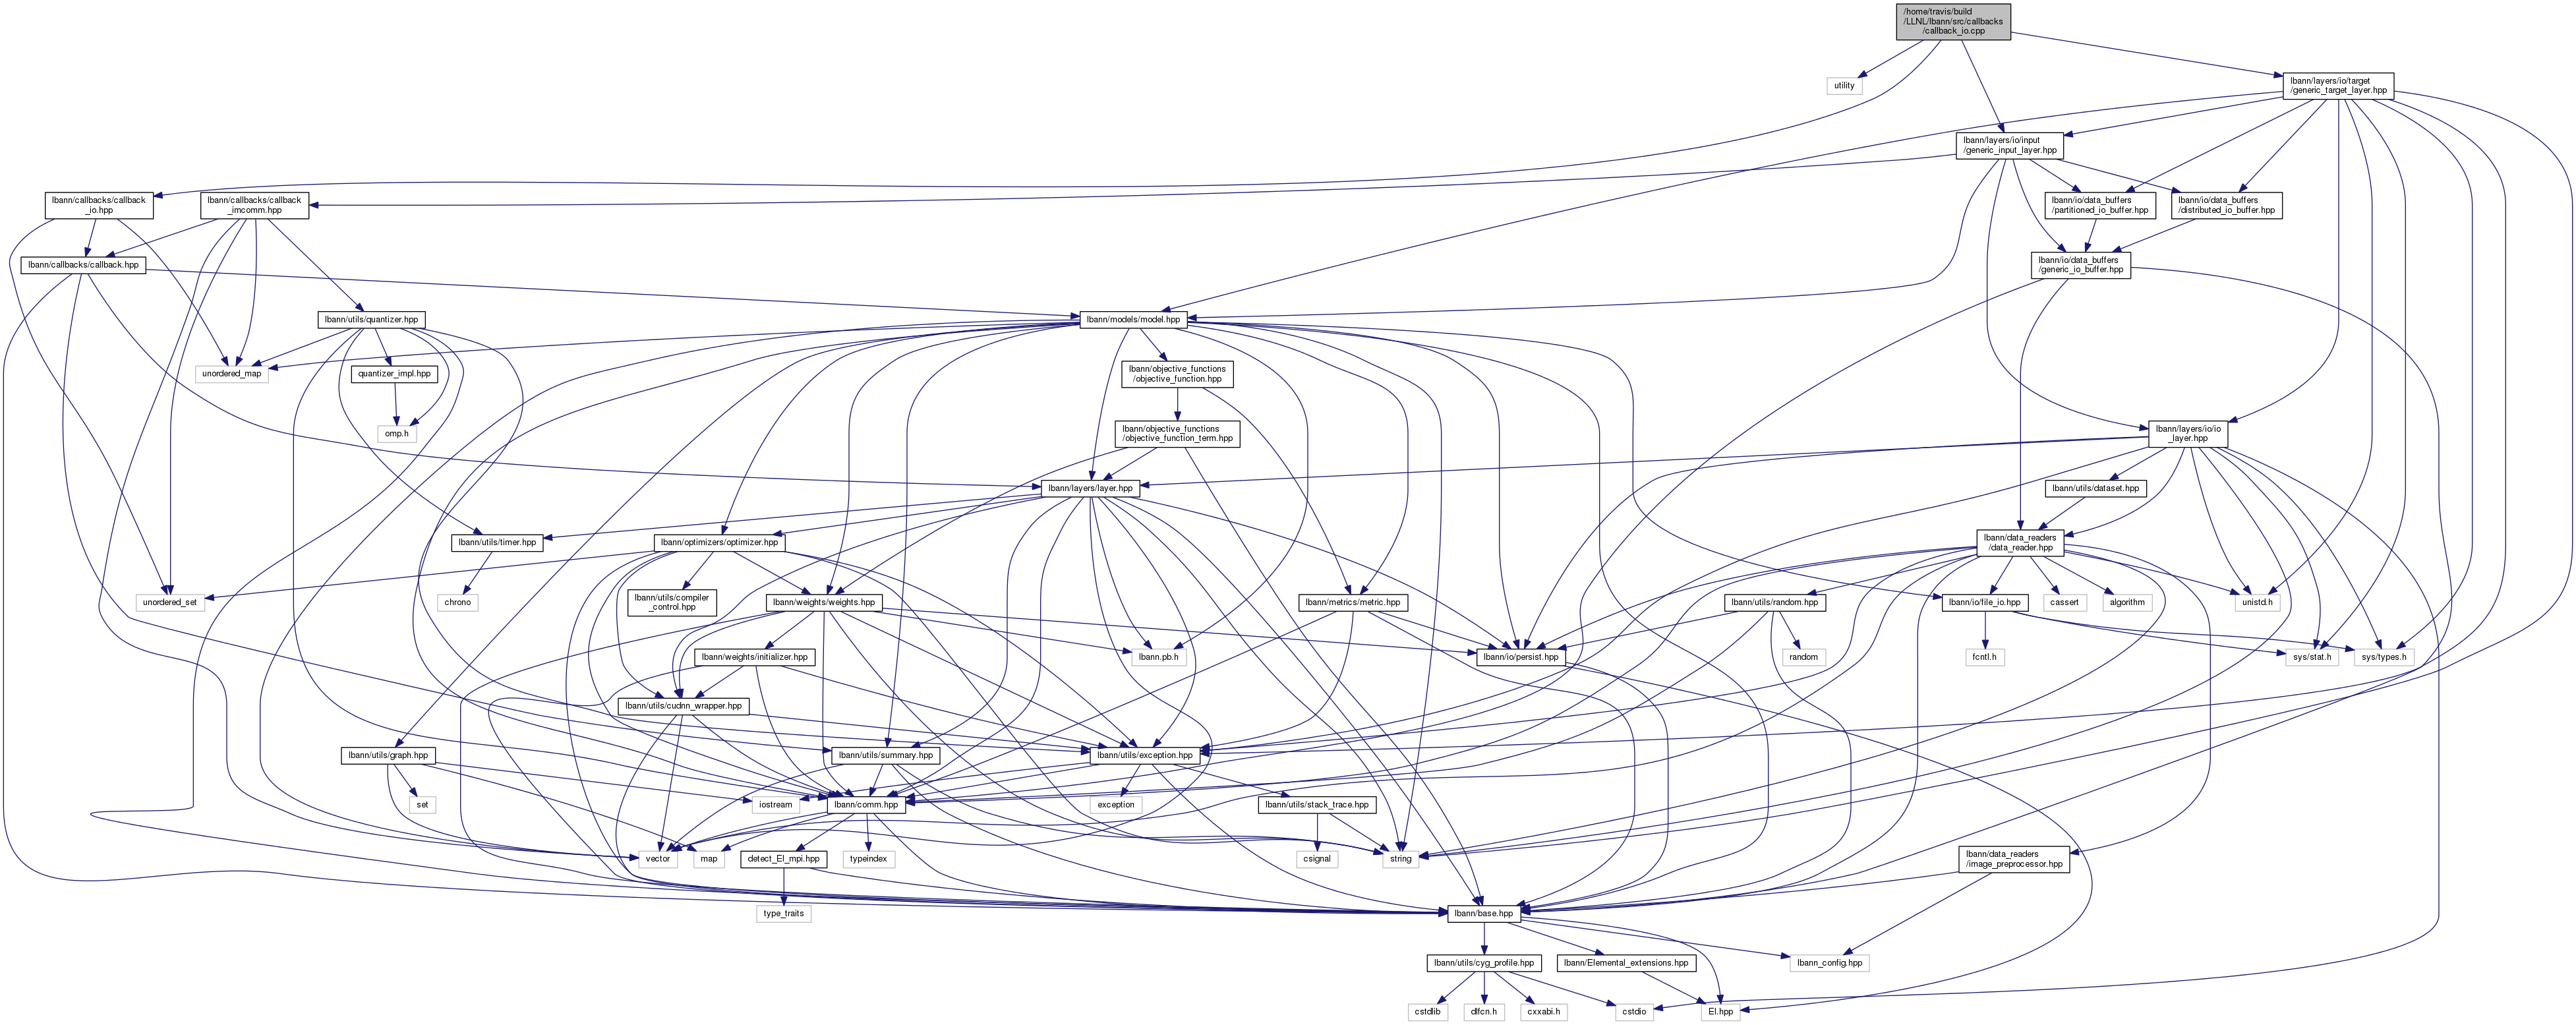 /home/travis/build
/LLNL/lbann/src/callbacks
/callback_io.cpp
utility
lbann/layers/io/target
/generic_target_layer.hpp
lbann/layers/io/input
/generic_input_layer.hpp
lbann/callbacks/callback
_io.hpp
lbann/callbacks/callback
_imcomm.hpp
lbann/io/data_buffers
/partitioned_io_buffer.hpp
lbann/io/data_buffers
/distributed_io_buffer.hpp
lbann/callbacks/callback.hpp
lbann/io/data_buffers
/generic_io_buffer.hpp
lbann/utils/quantizer.hpp
lbann/models/model.hpp
unordered_map
quantizer_impl.hpp
lbann/objective_functions
/objective_function.hpp
omp.h
lbann/objective_functions
/objective_function_term.hpp
lbann/layers/io/io
_layer.hpp
lbann/layers/layer.hpp
lbann/utils/dataset.hpp
lbann/utils/timer.hpp
lbann/optimizers/optimizer.hpp
lbann/data_readers
/data_reader.hpp
unordered_set
chrono
lbann/utils/compiler
_control.hpp
lbann/weights/weights.hpp
lbann/metrics/metric.hpp
lbann/utils/random.hpp
lbann/io/file_io.hpp
cassert
algorithm
unistd.h
lbann/weights/initializer.hpp
lbann.pb.h
lbann/io/persist.hpp
random
fcntl.h
sys/stat.h
sys/types.h
lbann/utils/cudnn_wrapper.hpp
lbann/utils/graph.hpp
lbann/utils/summary.hpp
lbann/utils/exception.hpp
set
iostream
lbann/comm.hpp
exception
lbann/utils/stack_trace.hpp
vector
map
detect_El_mpi.hpp
typeindex
csignal
string
lbann/data_readers
/image_preprocessor.hpp
type_traits
lbann/base.hpp
lbann/utils/cyg_profile.hpp
lbann/Elemental_extensions.hpp
lbann_config.hpp
cstdlib
dlfcn.h
cxxabi.h
cstdio
El.hpp